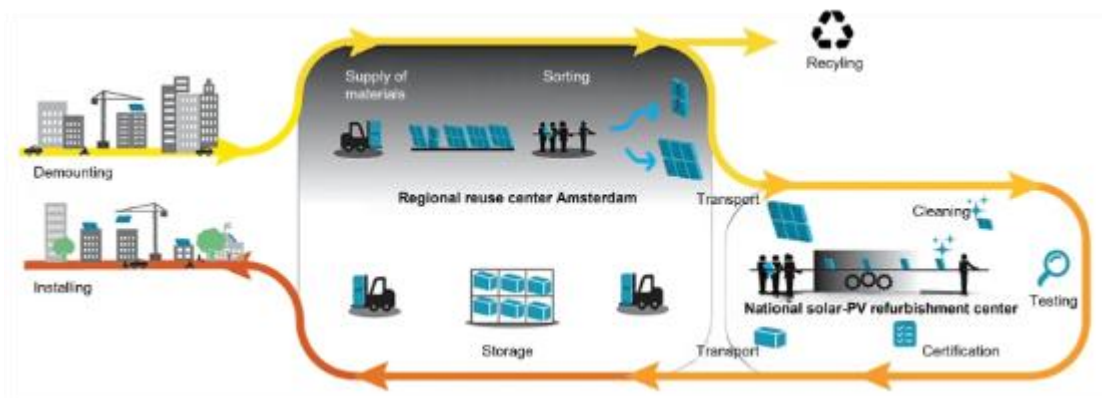 Recyling
Supply of
materials
Sorting
Demounting
Regional reuse center Amsterdam
Transport
Cleaning
Installing
National solar-PV refurbishment center
Testing
Storage
Transport
Certification